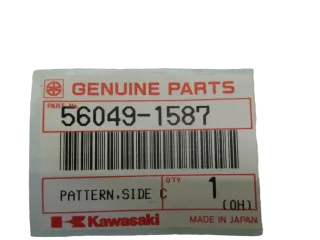 GENUINE PARTS
PART No.
56049-1587
PATTERN,SIDE C
QTY
1
(OH)
Kawasaki
MADE IN JAPAN